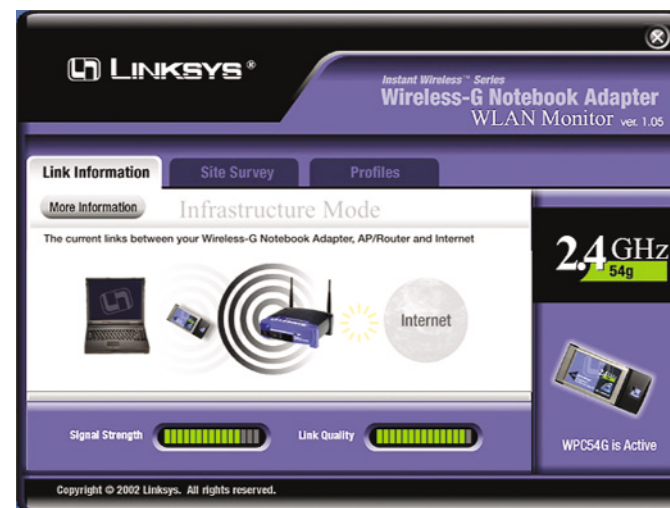 LINKSYS®
Instant Wireless™ Series
Wireless-G Notebook Adapter
WLAN Monitor ver. 1.05
Link Information
Site Survey
Profiles
More Information
Infrastructure Mode
The current links between your Wireless-G Notebook Adapter, AP/Router and Internet
2.4 GHz
54g
LINKSYS
Internet
Signal Strength
Link Quality
WPC54G is Active
Copyright © 2002 Linksys. All rights reserved.